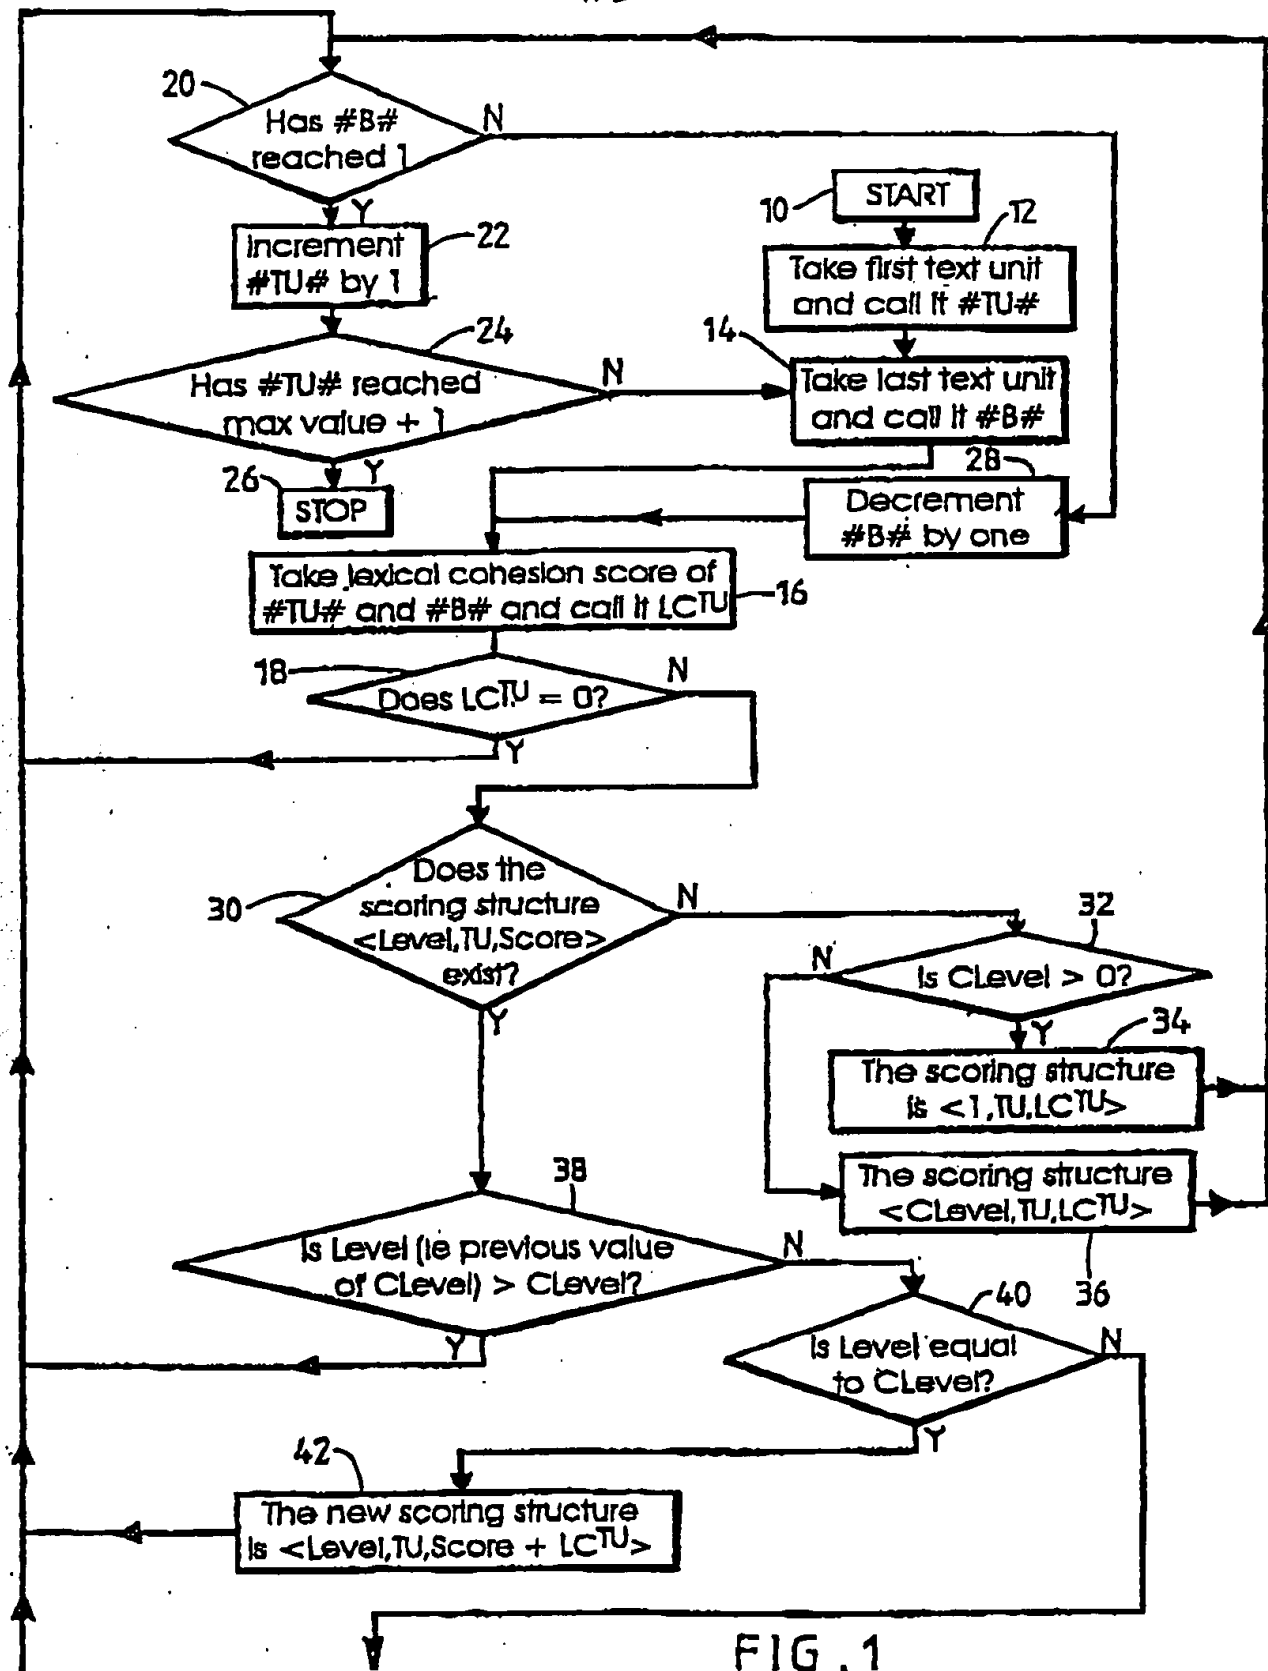 20
Has #B#
reached 1
N
Y
10
START
12
Increment
#TU# by 1
22
Take first text unit
and call it #TU#
24
Has #TU# reached
max value + 1
N
Y
14
Take last text unit
and call it #B#
26
STOP
28
Decrement
#B# by one
Take lexical cohesion score of
#TU# and #B# and call it LCTU
16
18
Does LCTU = 0?
N
Y
30
Does the
scoring structure
<Level,TU,Score>
exist?
N
Y
32
Is CLevel > 0?
N
Y
34
The scoring structure
is <1,TU,LCTU>
The scoring structure
<CLevel,TU,LCTU>
36
38
Is Level (ie previous value
of CLevel) > CLevel?
N
Y
40
Is Level equal
to CLevel?
N
Y
42
The new scoring structure
is <Level,TU,Score + LCTU>
FIG.1